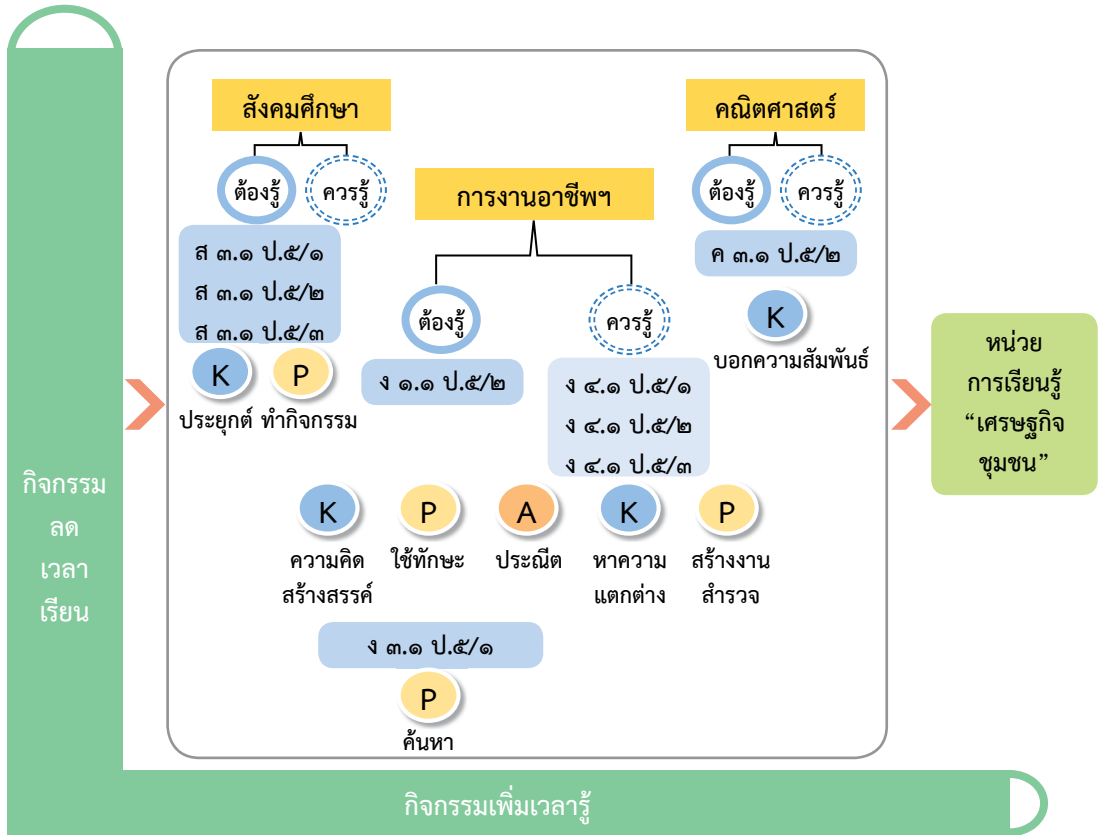 สังคมศึกษา
ต้องรู้
ควรรู้
ส ๓.๑ ป.๕/๑
ส ๓.๑ ป.๕/๒
ส ๓.๑ ป.๕/๓
K
P
ประยุกต์
ทำกิจกรรม
การงานอาชีพฯ
ต้องรู้
ควรรู้
ง ๑.๑ ป.๕/๒
ง ๔.๑ ป.๕/๑
ง ๔.๑ ป.๕/๒
ง ๔.๑ ป.๕/๓
คณิตศาสตร์
ต้องรู้
ควรรู้
ค ๓.๑ ป.๕/๒
K
บอกความสัมพันธ์
K
P
A
K
P
ความคิด
สร้างสรรค์
ใช้ทักษะ
ประณีต
หาความ
แตกต่าง
สร้างงาน
สำรวจ
ง ๓.๑ ป.๕/๑
P
ค้นหา
หน่วย
การเรียนรู้
“เศรษฐกิจ
ชุมชน”
กิจกรรม
ลด
เวลา
เรียน
กิจกรรมเพิ่มเวลารู้